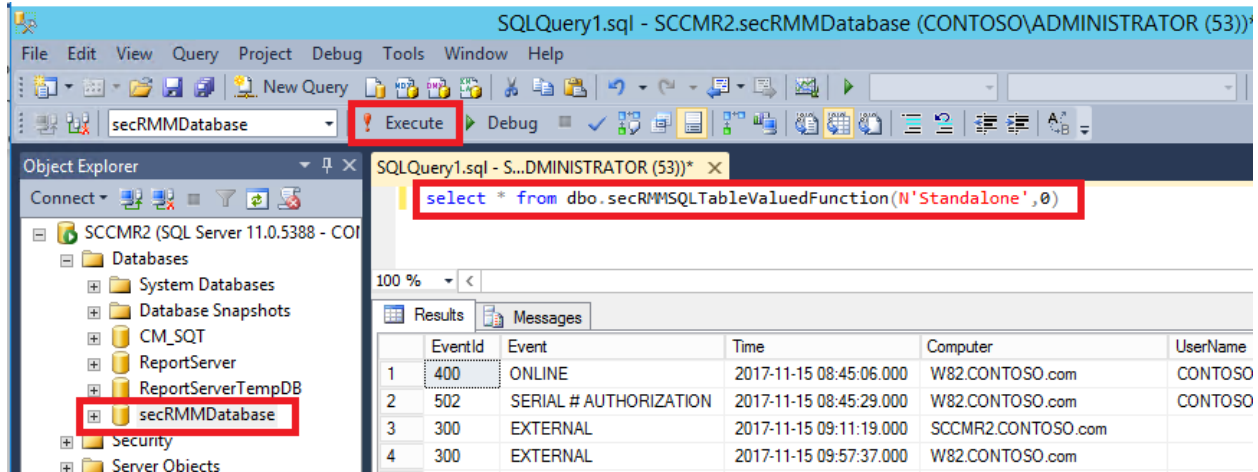 SQLQuery1.sql - SCCMR2.secRMMDatabase (CONTOSO\ADMINISTRATOR (53))*
File Edit View Query Project Debug Tools Window Help
New Query
secRMMDatabase Execute Debug
Object Explorer
SQLQuery1.sql - S...DMINISTRATOR (53))*
Connect
select * from dbo.secRMMSQLTableValuedFunction(N'Standalone',0)
SCCMR2 (SQL Server 11.0.5388 - CON
Databases
System Databases
Database Snapshots
CM_SQT
ReportServer
ReportServerTempDB
secRMMDatabase
Security
Server Objects
100 %
Results Messages
EventId Event Time Computer UserName
1 400 ONLINE 2017-11-15 08:45:06.000 W82.CONTOSO.com CONTOSO
2 502 SERIAL # AUTHORIZATION 2017-11-15 08:45:29.000 W82.CONTOSO.com CONTOSO
3 300 EXTERNAL 2017-11-15 09:11:19.000 SCCMR2.CONTOSO.com
4 300 EXTERNAL 2017-11-15 09:57:37.000 W82.CONTOSO.com